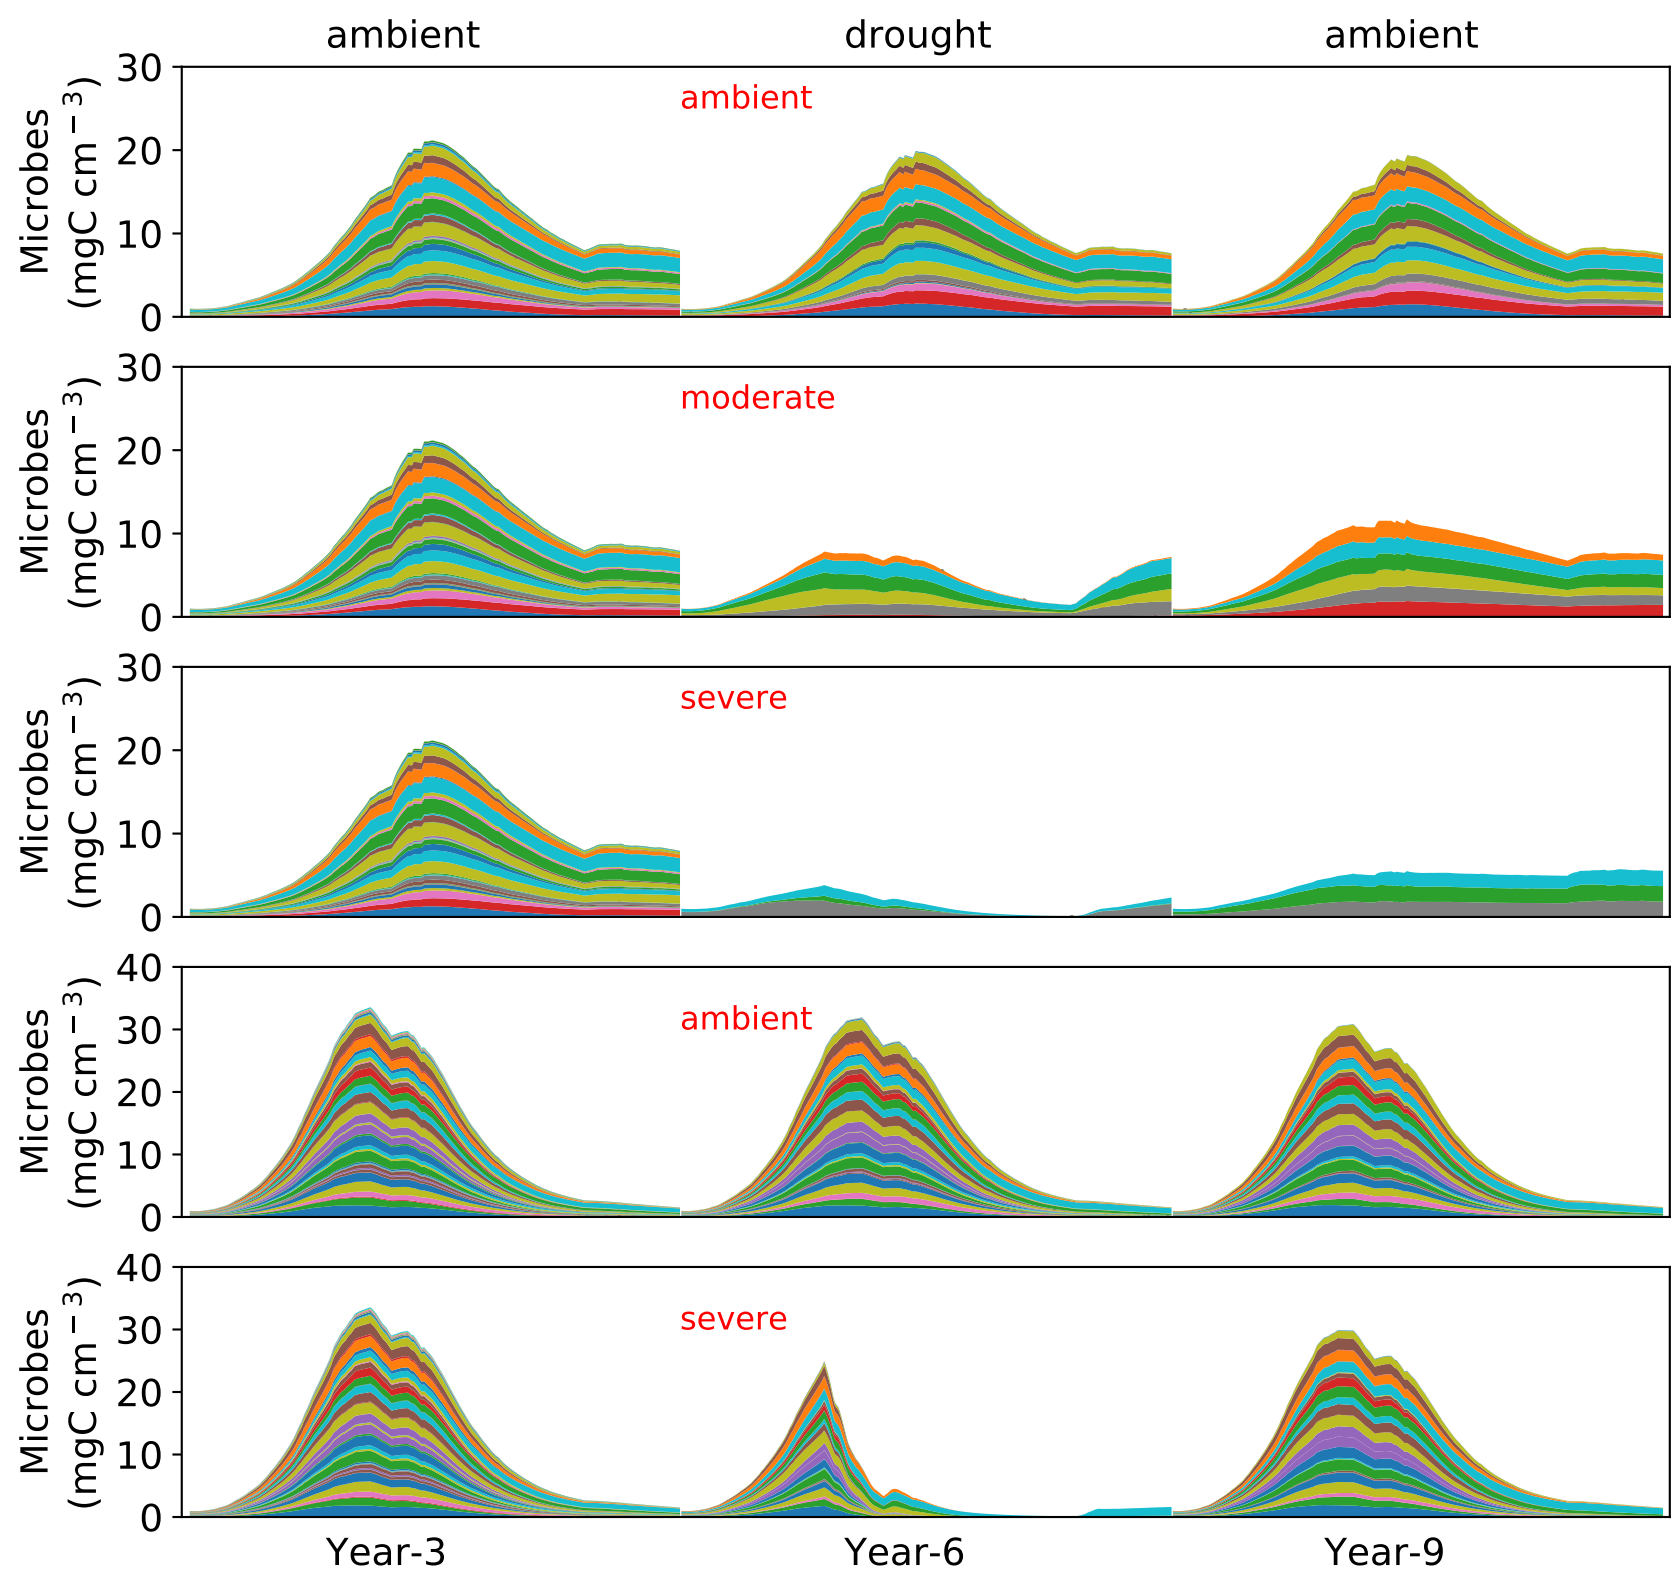 ambient drought ambient
Microbes
(mgC cm⁻³)
30
20
10
0
ambient
Microbes
(mgC cm⁻³)
30
20
10
0
moderate
Microbes
(mgC cm⁻³)
30
20
10
0
severe
Microbes
(mgC cm⁻³)
40
30
20
10
0
ambient
Microbes
(mgC cm⁻³)
40
30
20
10
0
severe
Year-3 Year-6 Year-9